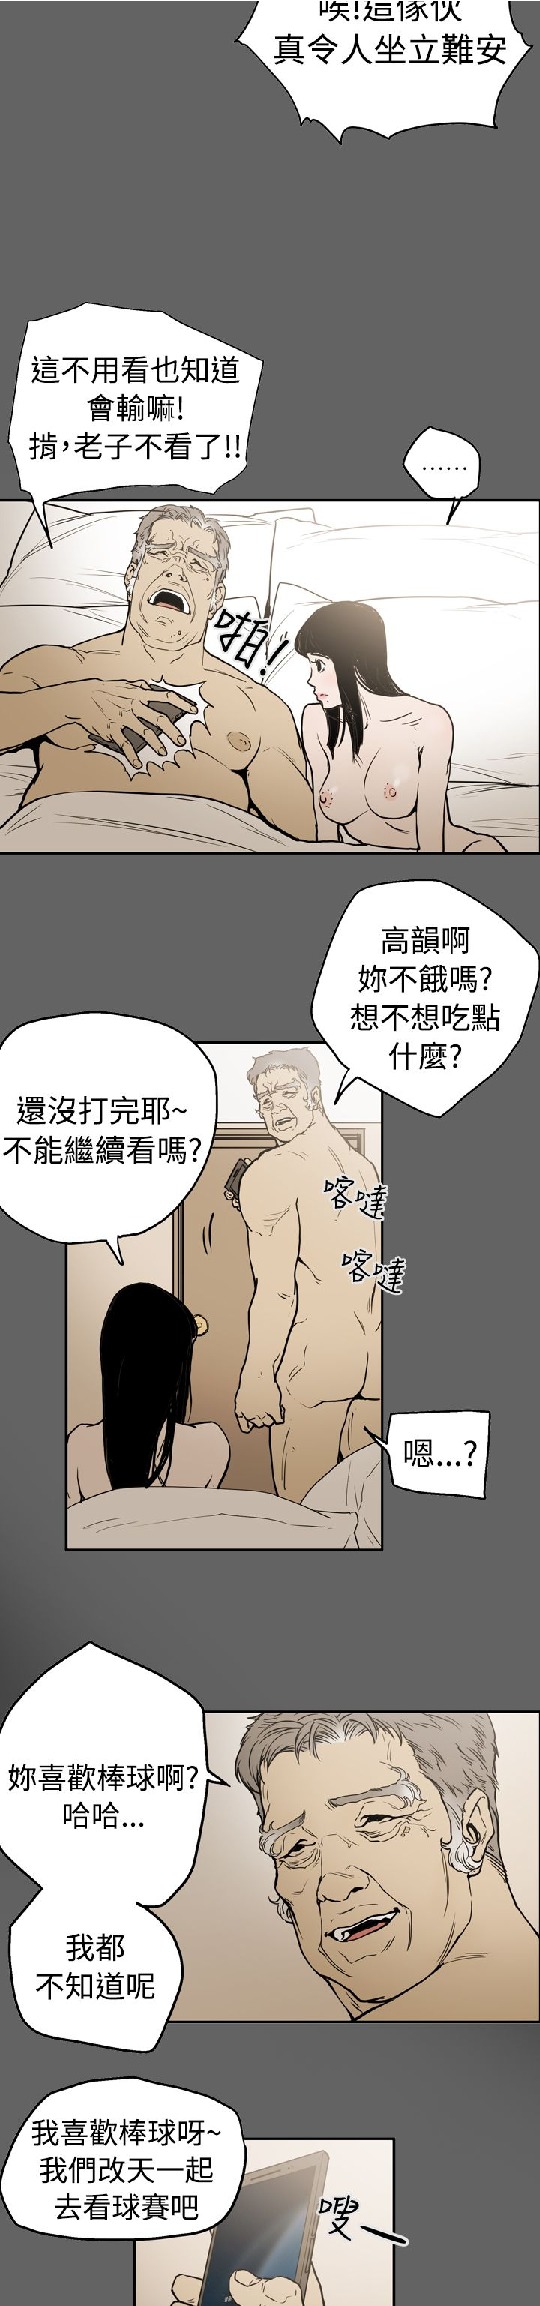 唉!這傢伙
真令人坐立難安
這不用看也知道
會輸嘛!
揹,老子不看了!!
……
啪!
高韻啊
妳不餓嗎?
想不想吃點
什麼?
還沒打完耶~
不能繼續看嗎?
喀噠
喀噠
嗯...?
妳喜歡棒球啊?
哈哈...
我都
不知道呢
我喜歡棒球呀~
我們改天一起
去看球賽吧
嗖